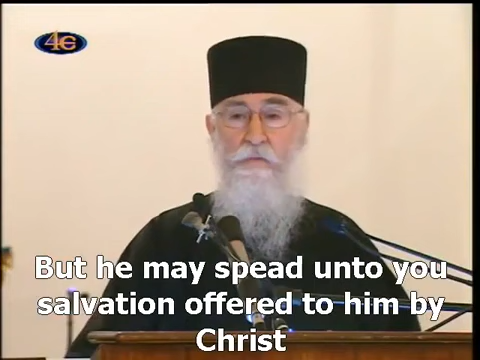 4E
But he may spead unto you
salvation offered to him by
Christ